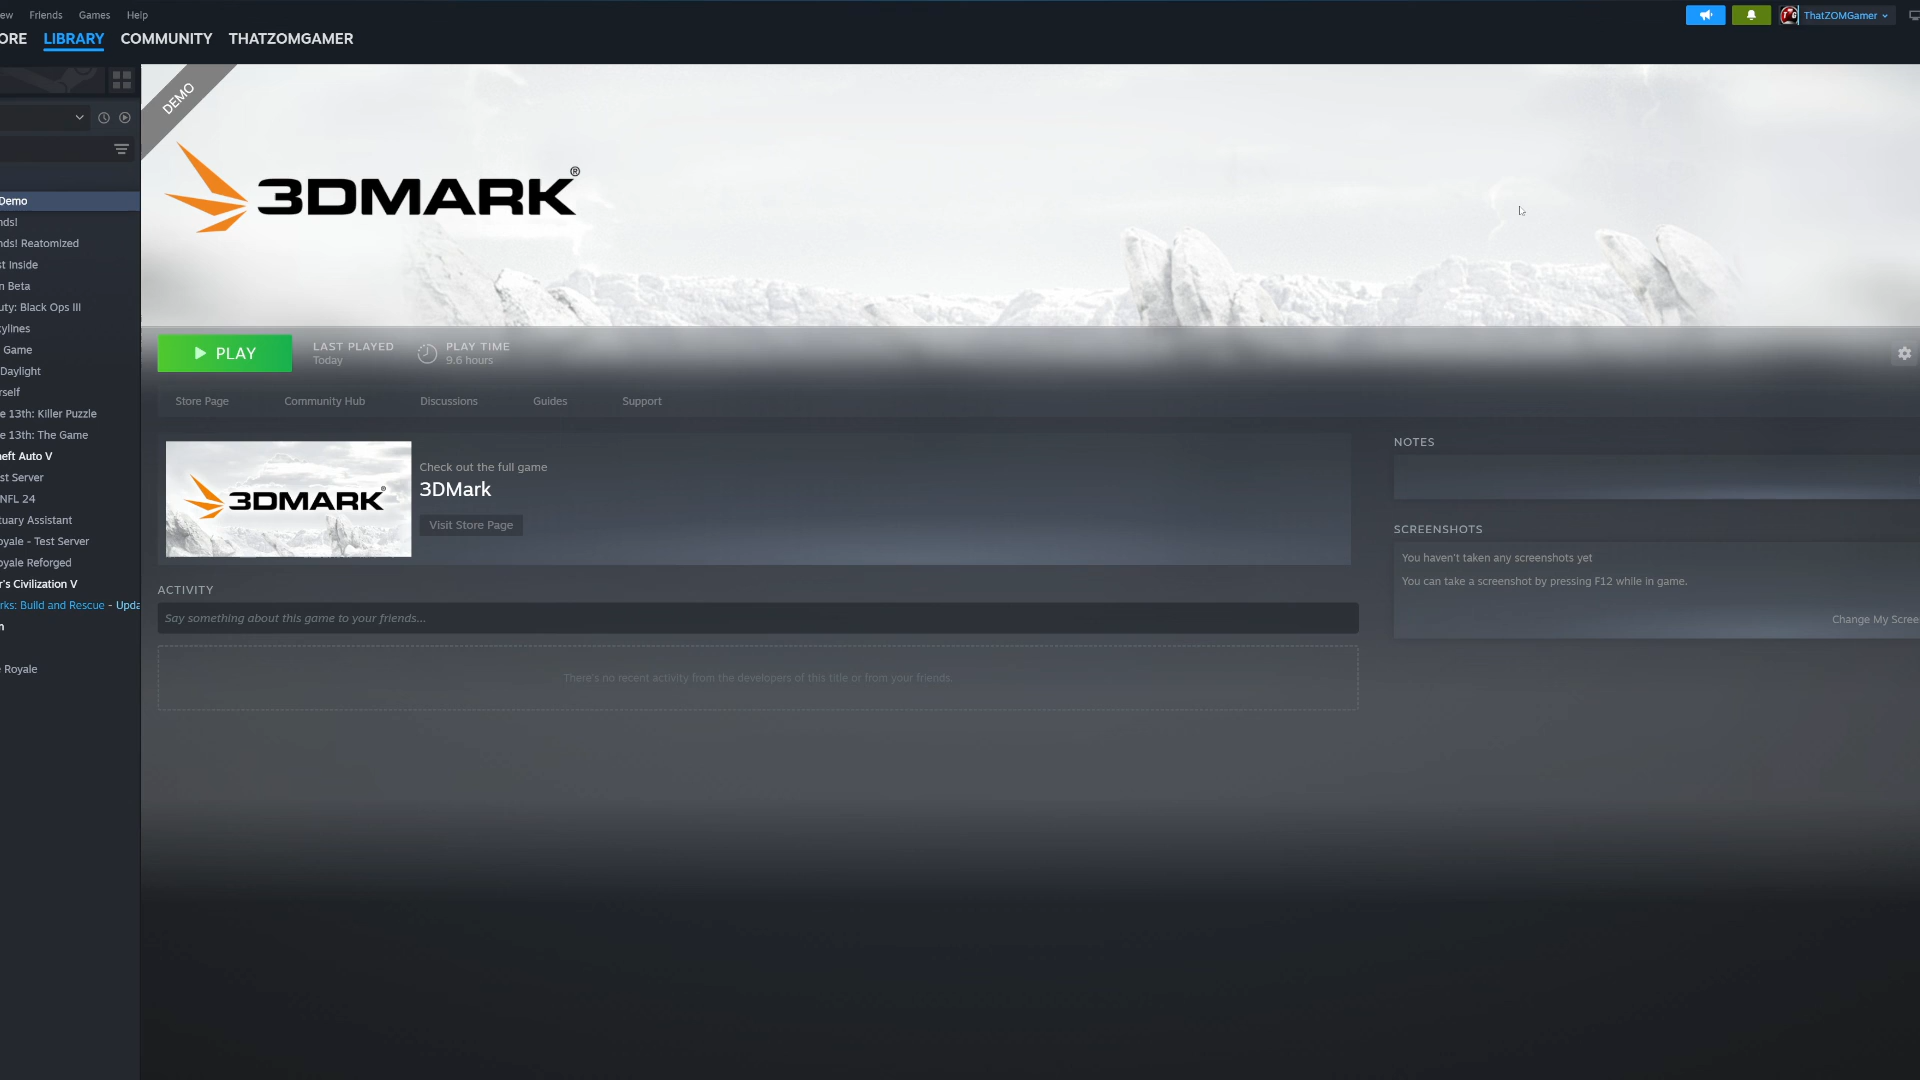 ew Friends Games Help
ThatZOMGamer
ORE LIBRARY COMMUNITY THATZOMGAMER
DEMO
3DMARK®
Demo
nds!
nds! Reatomized
st Inside
n Beta
uty: Black Ops III
kylines
Game
Daylight
rself
e 13th: Killer Puzzle
e 13th: The Game
eft Auto V
st Server
NFL 24
tuary Assistant
oyale - Test Server
oyale Reforged
r's Civilization V
rks: Build and Rescue - Upda
n
Royale
PLAY
LAST PLAYED
Today
PLAY TIME
9.6 hours
Store Page Community Hub Discussions Guides Support
3DMARK®
Check out the full game
3DMark
Visit Store Page
ACTIVITY
Say something about this game to your friends...
There's no recent activity from the developers of this title or from your friends.
NOTES
SCREENSHOTS
You haven't taken any screenshots yet
You can take a screenshot by pressing F12 while in game.
Change My Scree